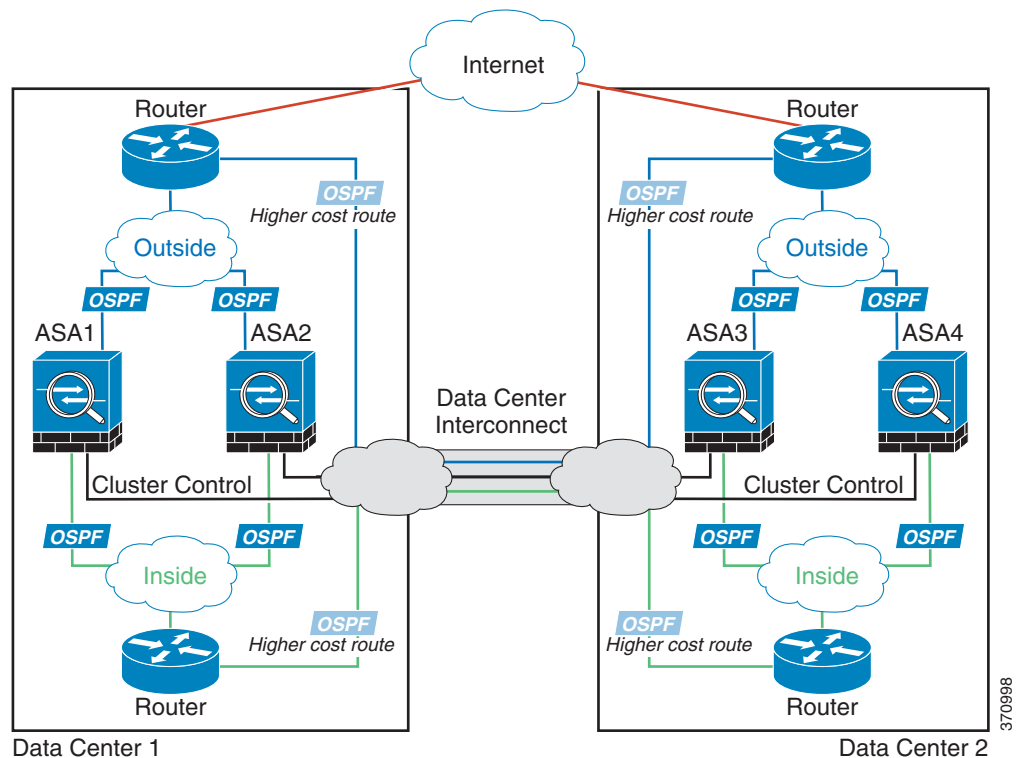 Internet
Router
Router
OSPF
Higher cost route
OSPF
Higher cost route
Outside
Outside
OSPF
OSPF
OSPF
OSPF
ASA1
ASA2
ASA3
ASA4
Data Center
Interconnect
Cluster Control
Cluster Control
OSPF
OSPF
OSPF
OSPF
Inside
Inside
OSPF
Higher cost route
OSPF
Higher cost route
Router
Router
370998
Data Center 1
Data Center 2